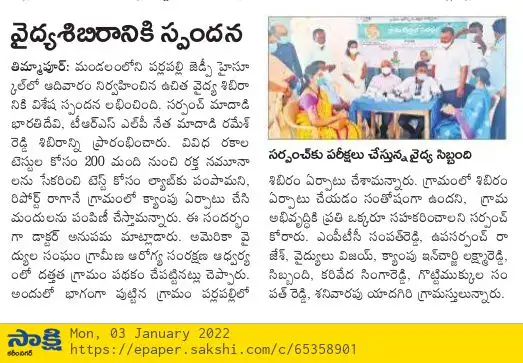 వైద్యశిబిరానికి స్పందన
తిమ్మాపూర్: మండలంలోని పర్లపల్లి జెడ్పీ హైసూ
్కల్‌లో ఆదివారం నిర్వహించిన ఉచిత వైద్య శిబిరా
నికి విశేష స్పందన లభించింది. సర్పంచ్ మాదాడి
భారతిదేవి, టీఆర్ఎస్ ఎల్‌పీ నేత మాదాడి రమేశ్
రెడ్డి శిబిరాన్ని ప్రారంభించారు. వివిధ రకాల
టెస్టుల కోసం 200 మంది నుంచి రక్త నమూనా
లను సేకరించి టెస్ట్ కోసం ల్యాబ్‌కు పంపామని,
రిపోర్ట్ రాగానే గ్రామంలో క్యాంపు ఏర్పాటు చేసి
మందులను పంపిణీ చేస్తామన్నారు. ఈ సందర్భం
గా డాక్టర్ అనుపమ మాట్లాడారు. అమెరికా వై
ద్యుల సంఘం గ్రామీణ ఆరోగ్య సంరక్షణ ఆధ్వర్య
ంలో దత్తత గ్రామం పథకం చేపట్టినట్లు చెప్పారు.
అందులో భాగంగా పుట్టిన గ్రామం పర్లపల్లిలో
సర్పంచ్‌కు పరీక్షలు చేస్తున్న వైద్య సిబ్బంది
శిబిరం ఏర్పాటు చేశామన్నారు. గ్రామంలో శిబిరం
ఏర్పాటు చేయడం సంతోషంగా ఉందని, గ్రామ
అభివృద్ధికి ప్రతి ఒక్కరూ సహకరించాలని సర్పంచ్
కోరారు. ఎంపీటీసీ సంపత్‌రెడ్డి, ఉపసర్పంచ్ రా
జేశ్, వైద్యులు విజయ్, క్యాంపు ఇన్‌చార్జి లక్ష్మారెడ్డి,
సిబ్బంది, కరివేద సింగారెడ్డి, గొట్టిముక్కుల సం
పత్ రెడ్డి, శనివారపు యాదగిరి గ్రామస్తులున్నారు.
సాక్షి
కరీంనగర్
Mon, 03 January 2022
https://epaper.sakshi.com/c/65358901